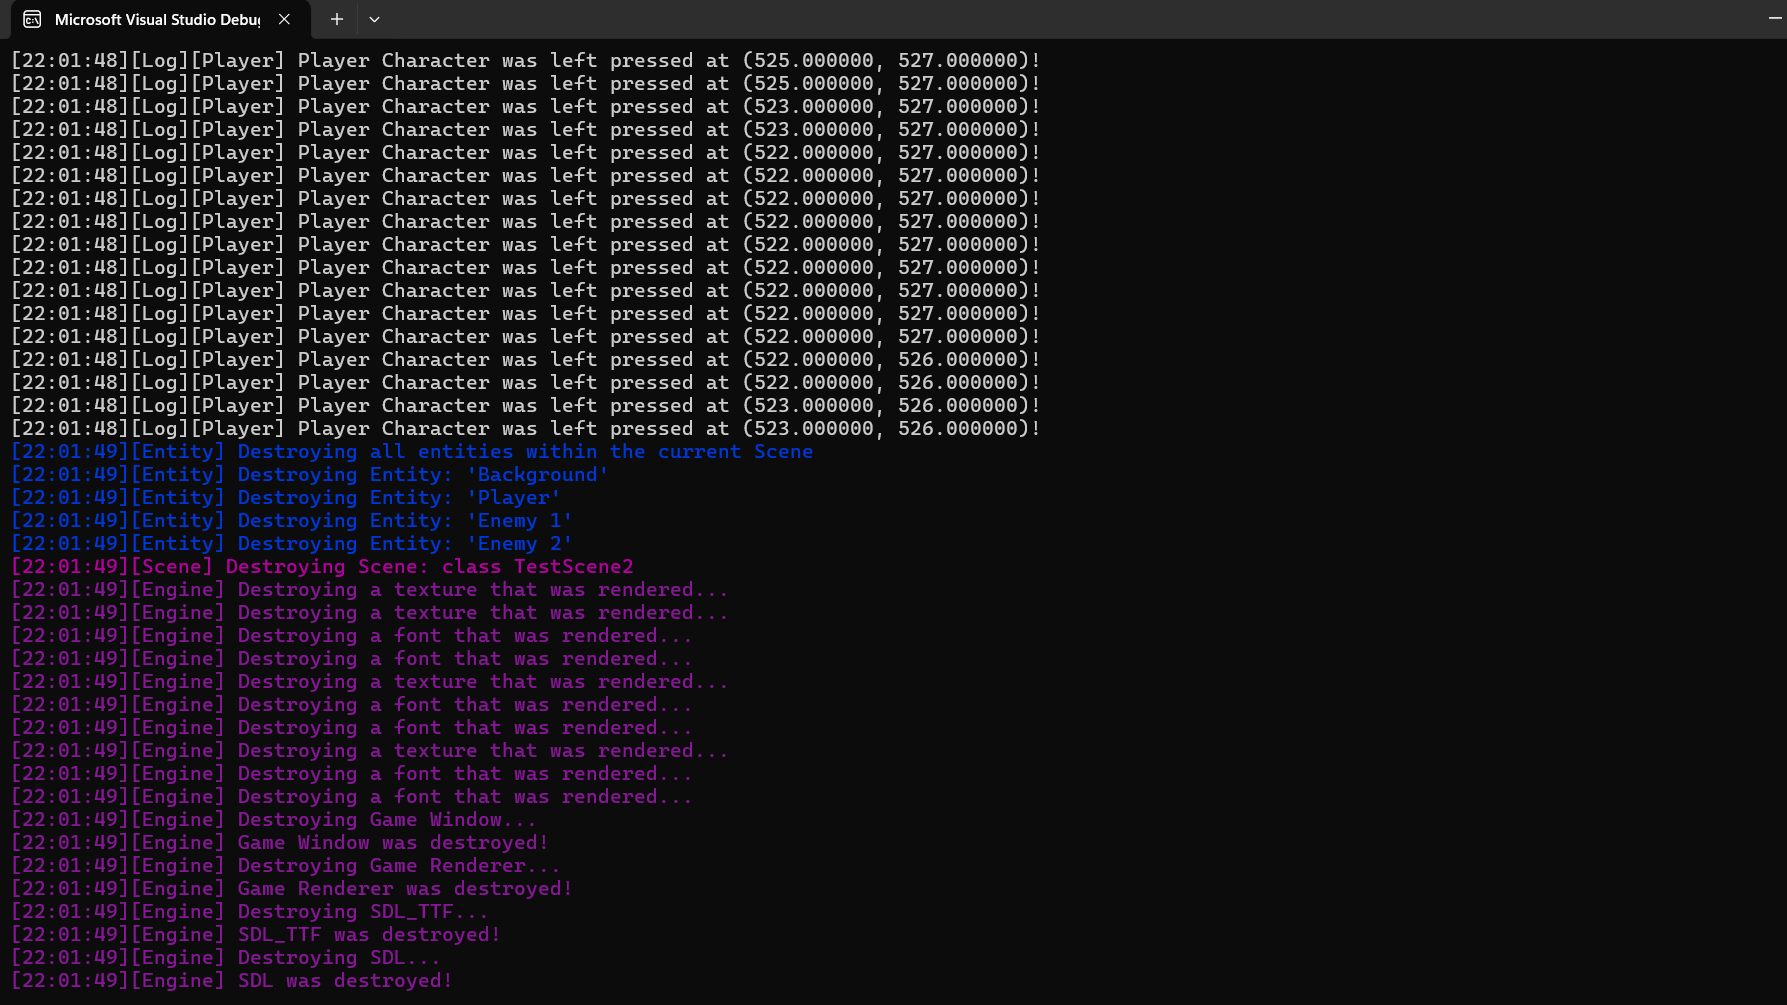 Microsoft Visual Studio Debug
[22:01:48][Log][Player] Player Character was left pressed at (525.000000, 527.000000)!
[22:01:48][Log][Player] Player Character was left pressed at (525.000000, 527.000000)!
[22:01:48][Log][Player] Player Character was left pressed at (523.000000, 527.000000)!
[22:01:48][Log][Player] Player Character was left pressed at (523.000000, 527.000000)!
[22:01:48][Log][Player] Player Character was left pressed at (522.000000, 527.000000)!
[22:01:48][Log][Player] Player Character was left pressed at (522.000000, 527.000000)!
[22:01:48][Log][Player] Player Character was left pressed at (522.000000, 527.000000)!
[22:01:48][Log][Player] Player Character was left pressed at (522.000000, 527.000000)!
[22:01:48][Log][Player] Player Character was left pressed at (522.000000, 527.000000)!
[22:01:48][Log][Player] Player Character was left pressed at (522.000000, 527.000000)!
[22:01:48][Log][Player] Player Character was left pressed at (522.000000, 527.000000)!
[22:01:48][Log][Player] Player Character was left pressed at (522.000000, 527.000000)!
[22:01:48][Log][Player] Player Character was left pressed at (522.000000, 527.000000)!
[22:01:48][Log][Player] Player Character was left pressed at (522.000000, 526.000000)!
[22:01:48][Log][Player] Player Character was left pressed at (522.000000, 526.000000)!
[22:01:48][Log][Player] Player Character was left pressed at (523.000000, 526.000000)!
[22:01:48][Log][Player] Player Character was left pressed at (523.000000, 526.000000)!
[22:01:49][Entity] Destroying all entities within the current Scene
[22:01:49][Entity] Destroying Entity: 'Background'
[22:01:49][Entity] Destroying Entity: 'Player'
[22:01:49][Entity] Destroying Entity: 'Enemy 1'
[22:01:49][Entity] Destroying Entity: 'Enemy 2'
[22:01:49][Scene] Destroying Scene: class TestScene2
[22:01:49][Engine] Destroying a texture that was rendered...
[22:01:49][Engine] Destroying a texture that was rendered...
[22:01:49][Engine] Destroying a font that was rendered...
[22:01:49][Engine] Destroying a font that was rendered...
[22:01:49][Engine] Destroying a texture that was rendered...
[22:01:49][Engine] Destroying a font that was rendered...
[22:01:49][Engine] Destroying a font that was rendered...
[22:01:49][Engine] Destroying a texture that was rendered...
[22:01:49][Engine] Destroying a font that was rendered...
[22:01:49][Engine] Destroying a font that was rendered...
[22:01:49][Engine] Destroying Game Window...
[22:01:49][Engine] Game Window was destroyed!
[22:01:49][Engine] Destroying Game Renderer...
[22:01:49][Engine] Game Renderer was destroyed!
[22:01:49][Engine] Destroying SDL_TTF...
[22:01:49][Engine] SDL_TTF was destroyed!
[22:01:49][Engine] Destroying SDL...
[22:01:49][Engine] SDL was destroyed!